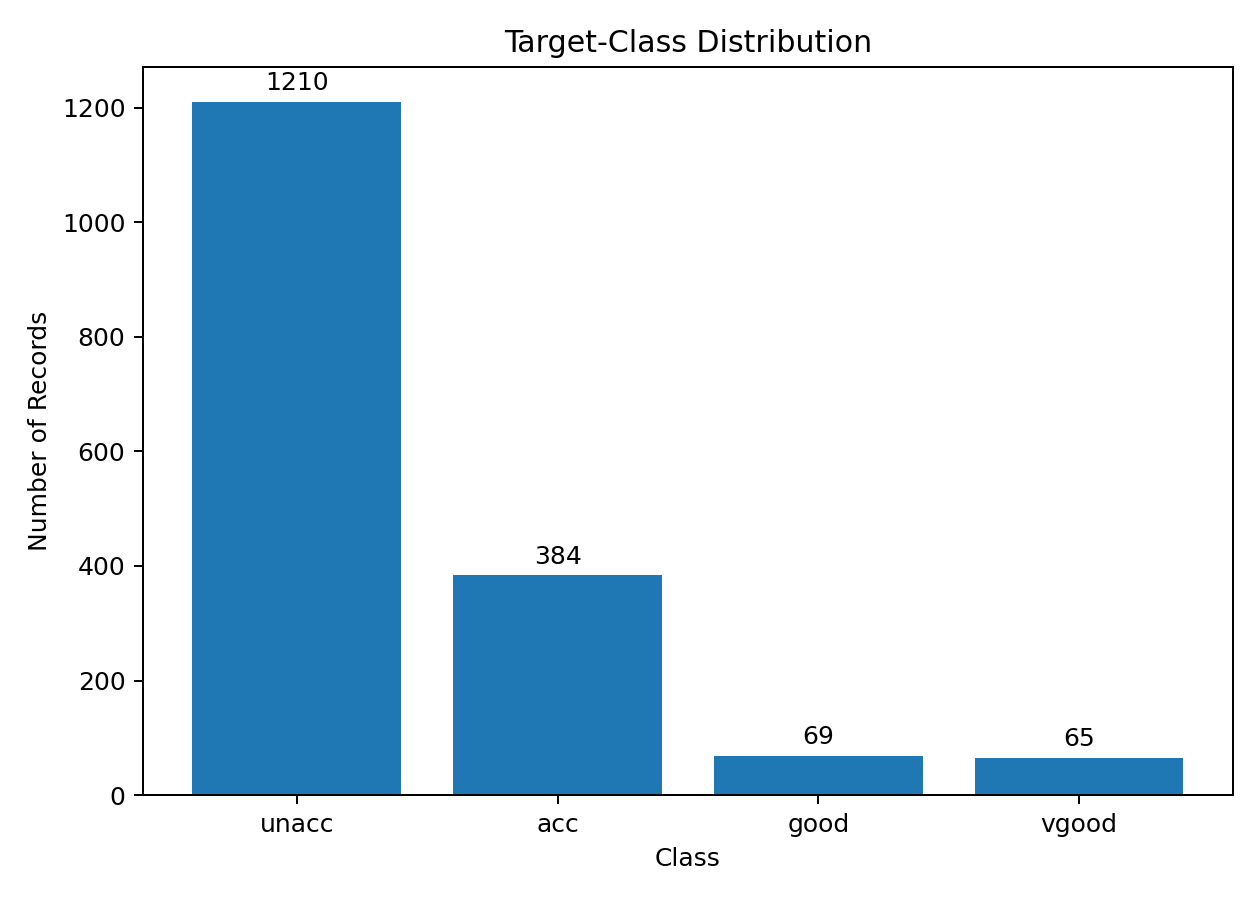 Target-Class Distribution
1210
1200
1000
800
600
400
200
0
384
69
65
Number of Records
unacc
acc
good
vgood
Class